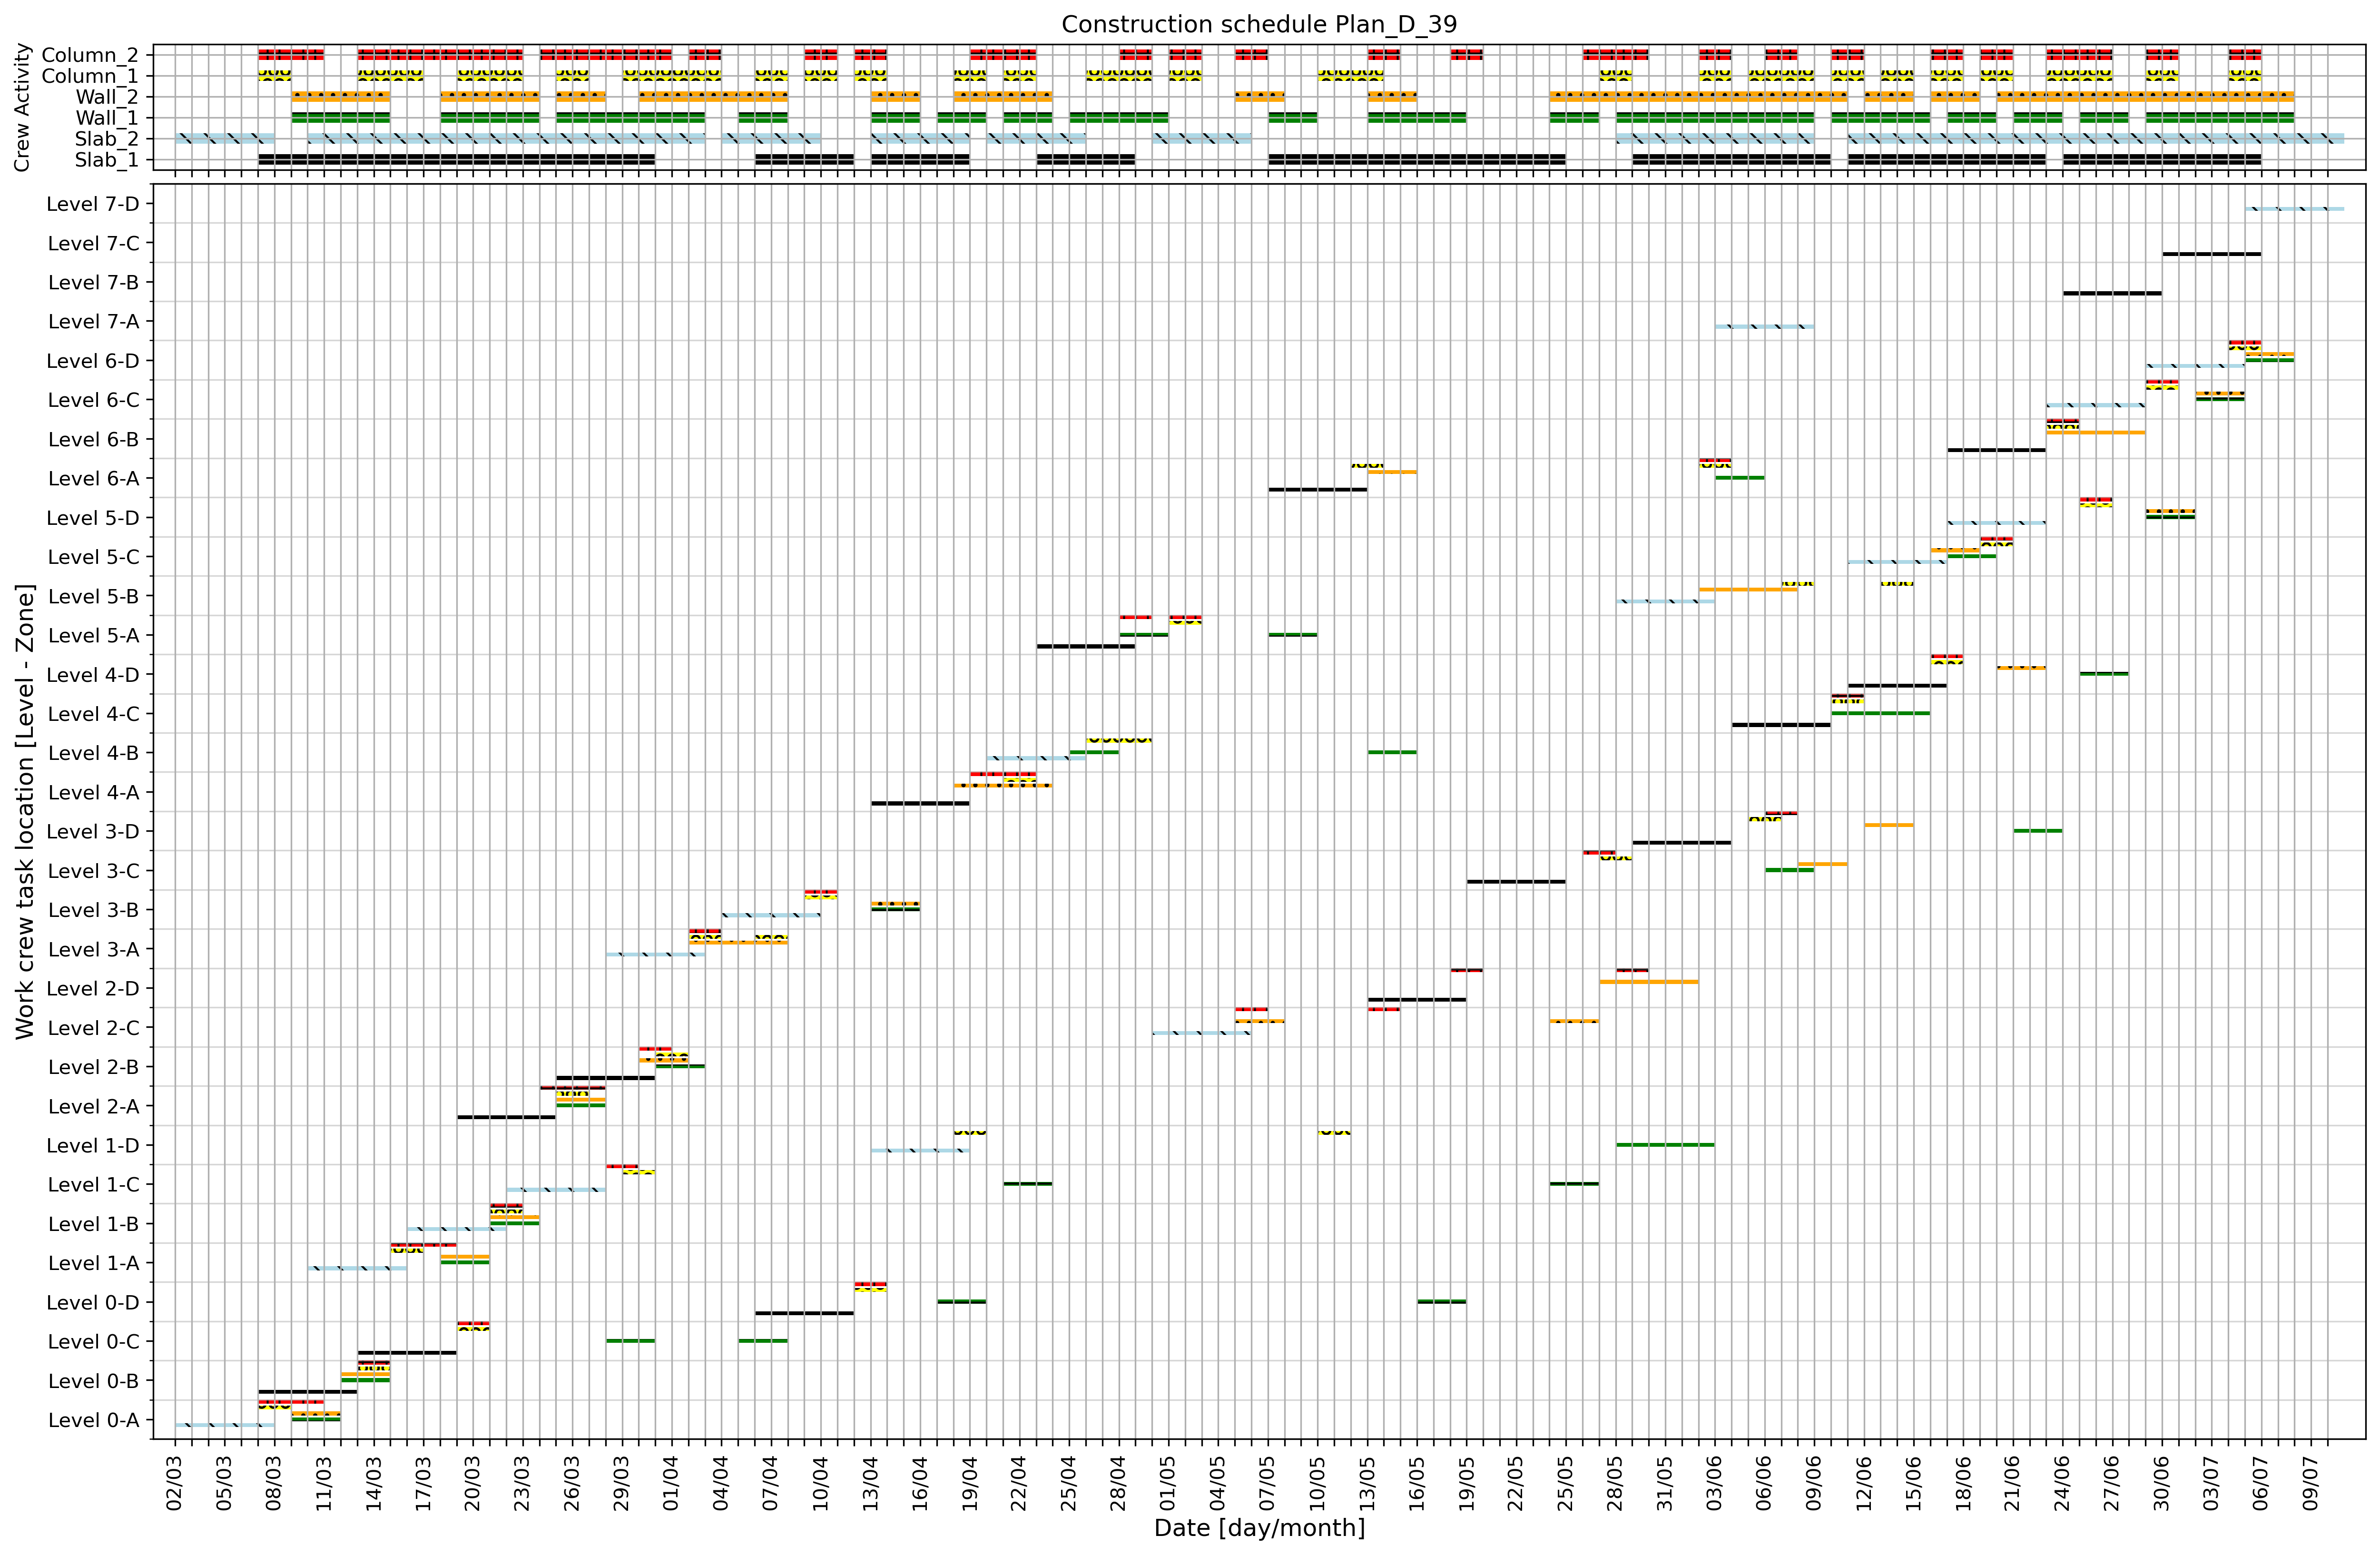 Construction schedule Plan_D_39
Crew Activity
Column_2
Column_1
Wall_2
Wall_1
Slab_2
Slab_1
Work crew task location [Level - Zone]
Level 7-D
Level 7-C
Level 7-B
Level 7-A
Level 6-D
Level 6-C
Level 6-B
Level 6-A
Level 5-D
Level 5-C
Level 5-B
Level 5-A
Level 4-D
Level 4-C
Level 4-B
Level 4-A
Level 3-D
Level 3-C
Level 3-B
Level 3-A
Level 2-D
Level 2-C
Level 2-B
Level 2-A
Level 1-D
Level 1-C
Level 1-B
Level 1-A
Level 0-D
Level 0-C
Level 0-B
Level 0-A
02/03 05/03 08/03 11/03 14/03 17/03 20/03 23/03 26/03 29/03 01/04 04/04 07/04 10/04 13/04 16/04 19/04 22/04 25/04 28/04 01/05 04/05 07/05 10/05 13/05 16/05 19/05 22/05 25/05 28/05 31/05 03/06 06/06 09/06 12/06 15/06 18/06 21/06 24/06 27/06 30/06 03/07 06/07 09/07
Date [day/month]